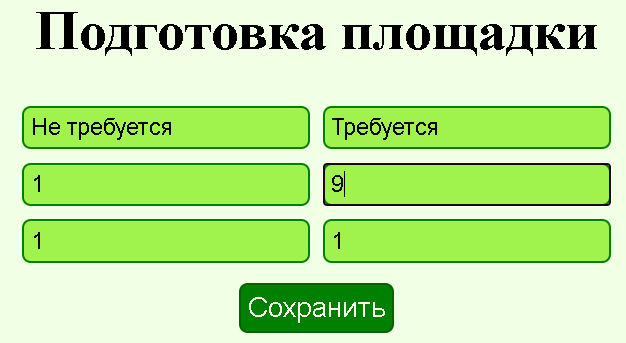 Подготовка площадки
Не требуется Требуется
1 9
1 1
Сохранить